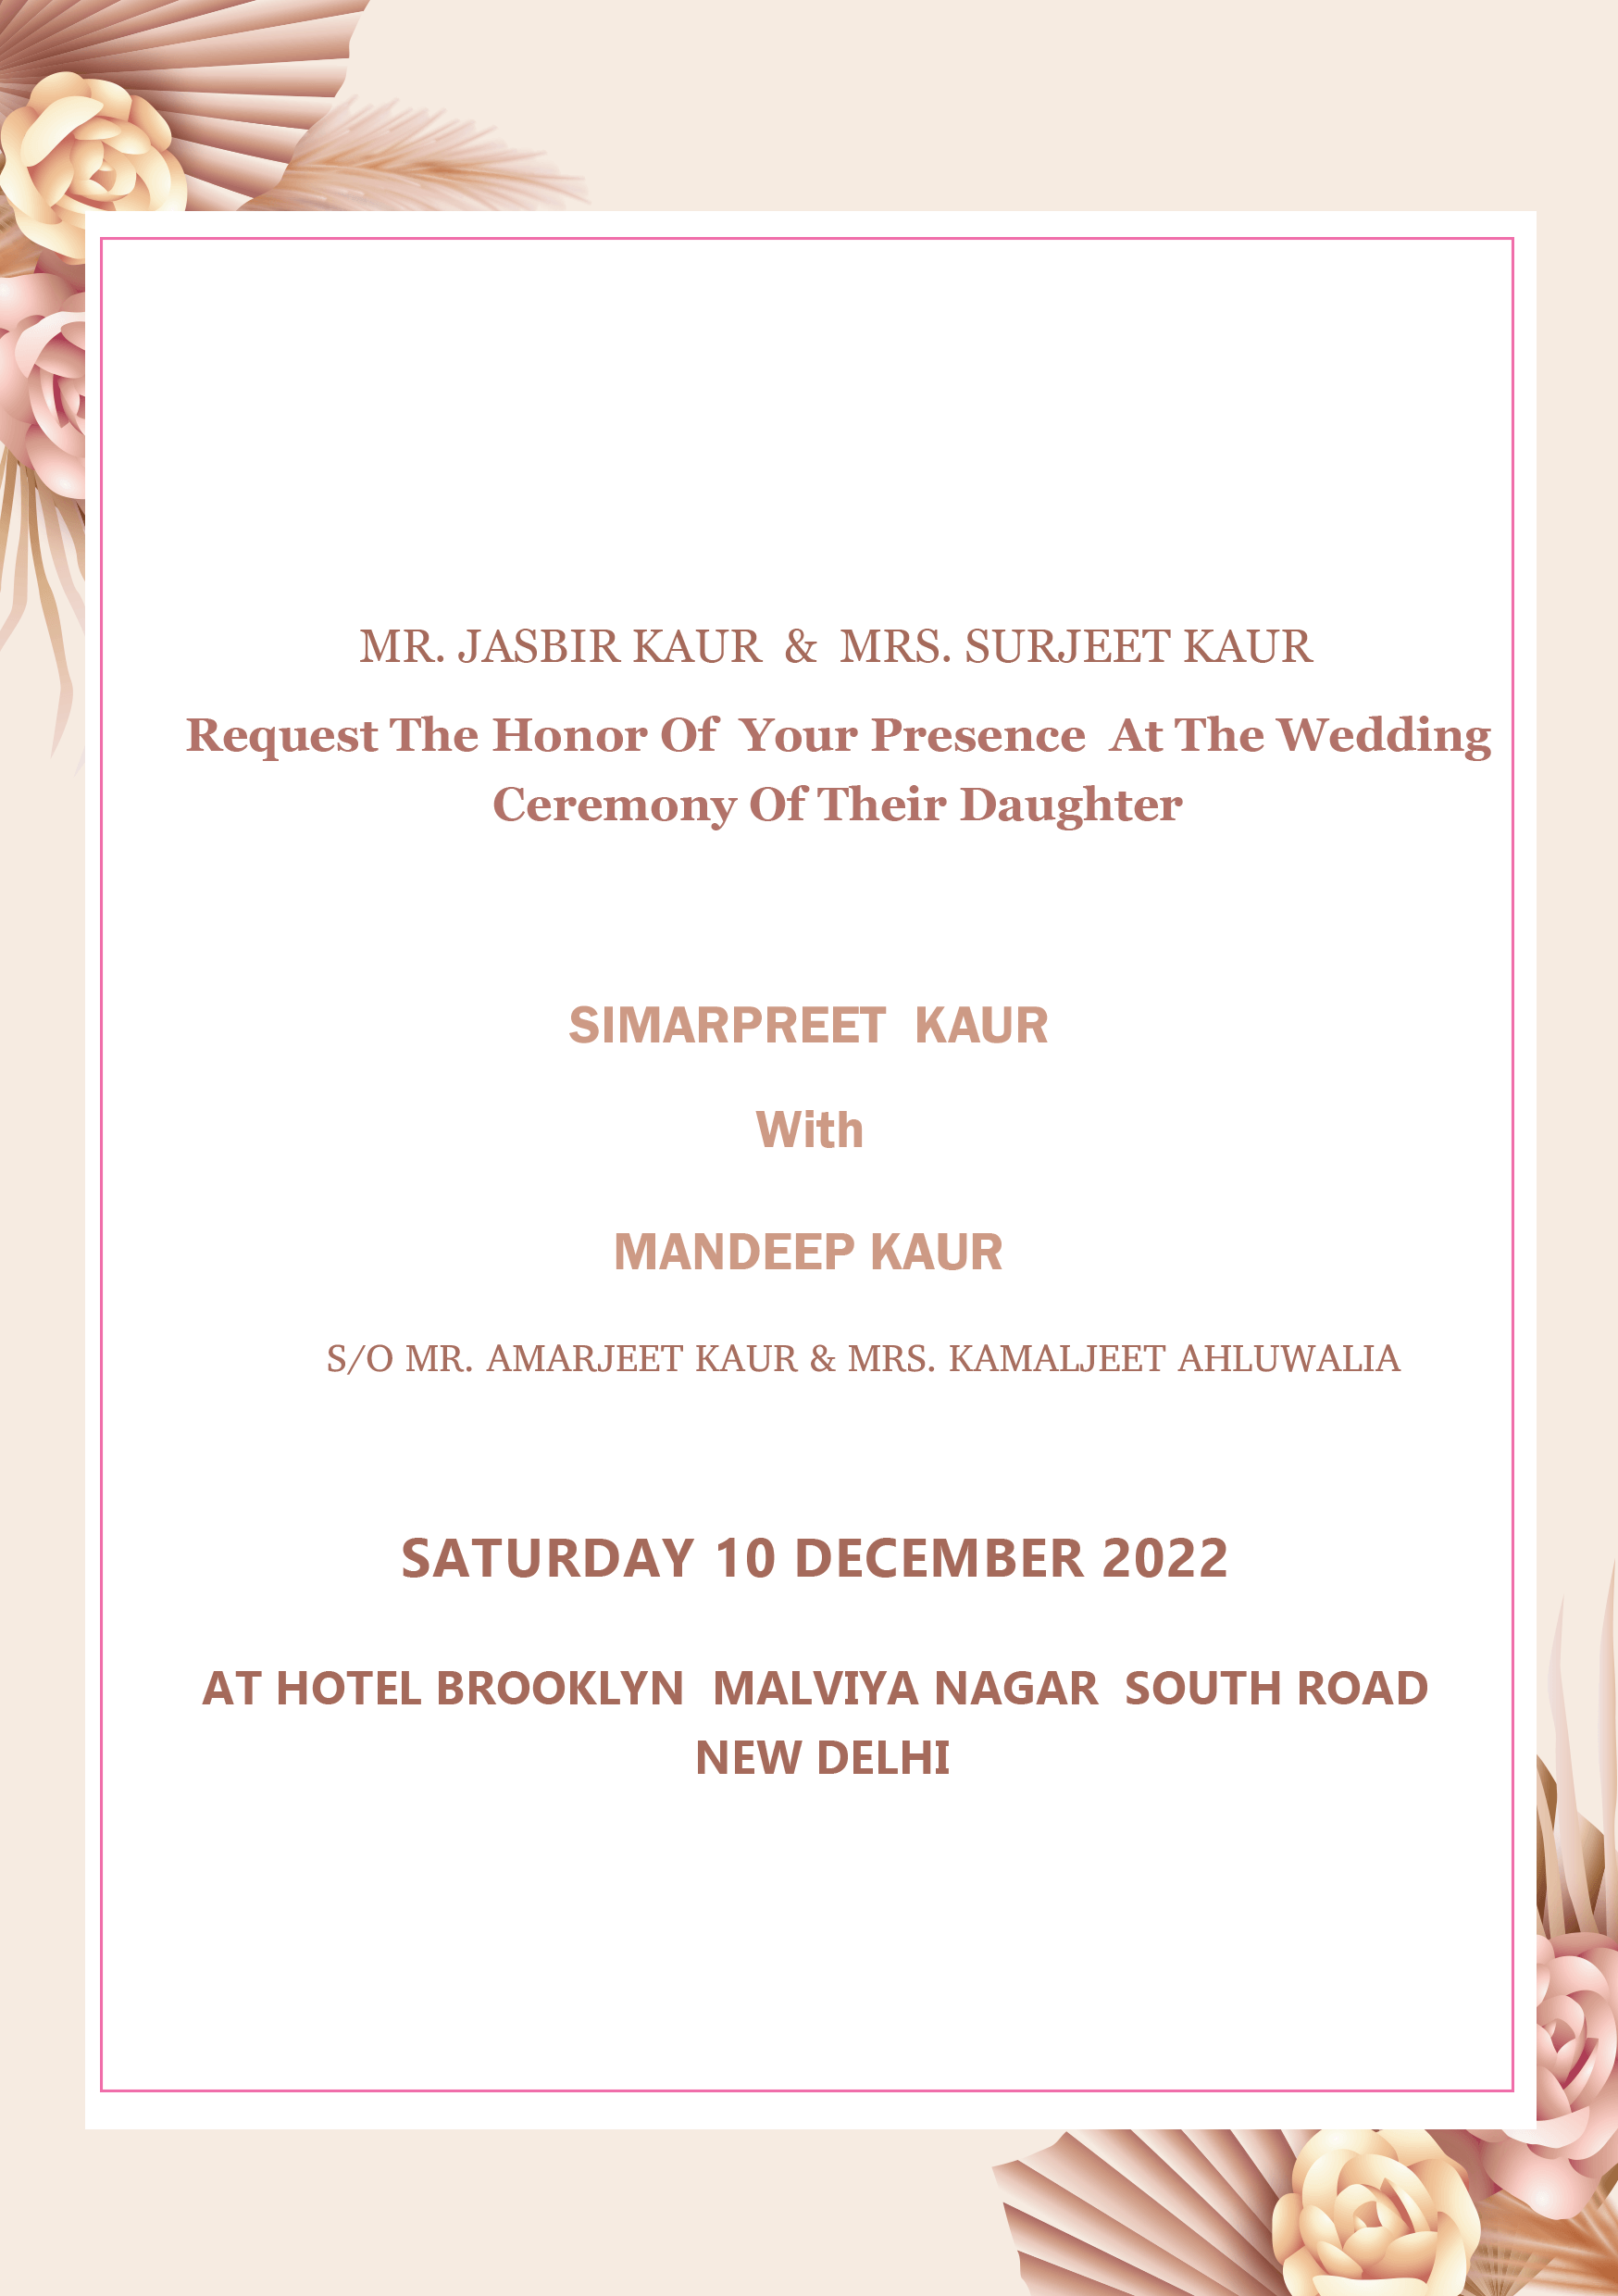 MR. JASBIR KAUR & MRS. SURJEET KAUR
Request The Honor Of Your Presence At The Wedding
Ceremony Of Their Daughter
SIMARPREET KAUR
With
MANDEEP KAUR
S/O MR. AMARJEET KAUR & MRS. KAMALJEET AHLUWALIA
SATURDAY 10 DECEMBER 2022
AT HOTEL BROOKLYN MALVIYA NAGAR SOUTH ROAD
NEW DELHI